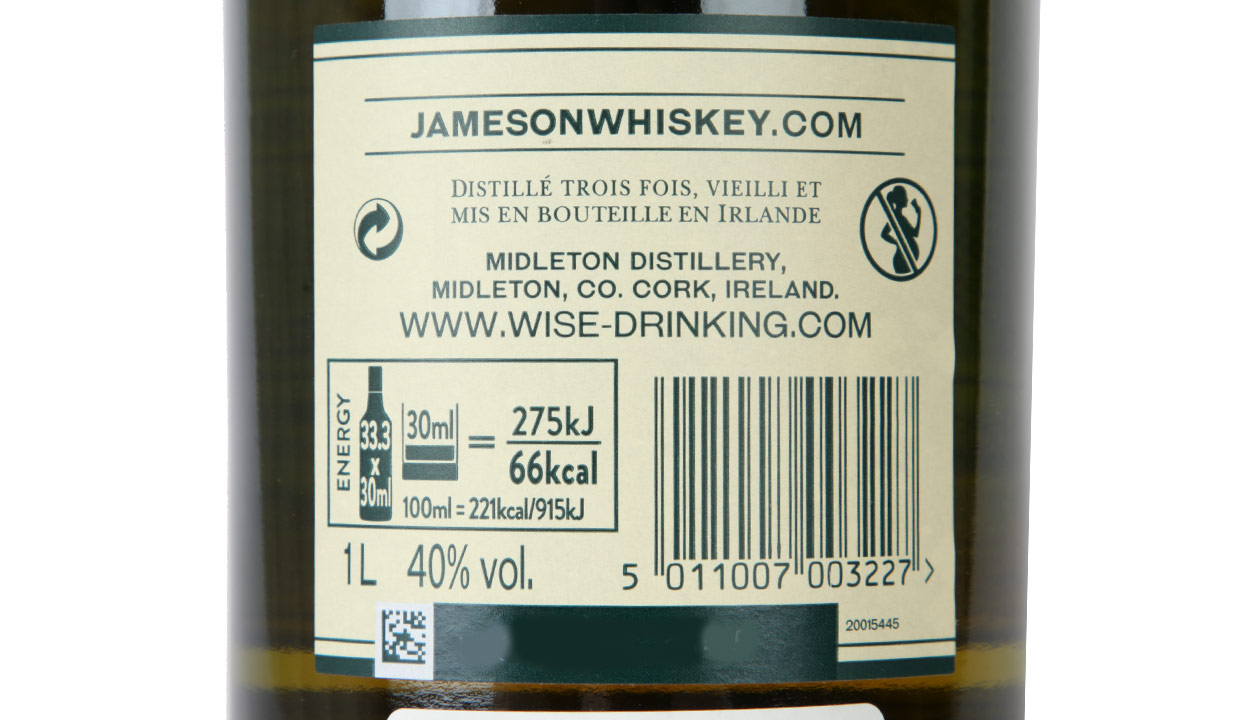 JAMESONWHISKEY.COM
DISTILLÉ TROIS FOIS, VIEILLI ET
MIS EN BOUTEILLE EN IRLANDE
MIDLETON DISTILLERY,
MIDLETON, CO. CORK, IRELAND.
WWW.WISE-DRINKING.COM
ENERGY
33.3
x
30ml
30ml
=
275kJ
66kcal
100ml = 221kcal/915kJ
1L 40% vol.
5 011007 003227 >
20015445